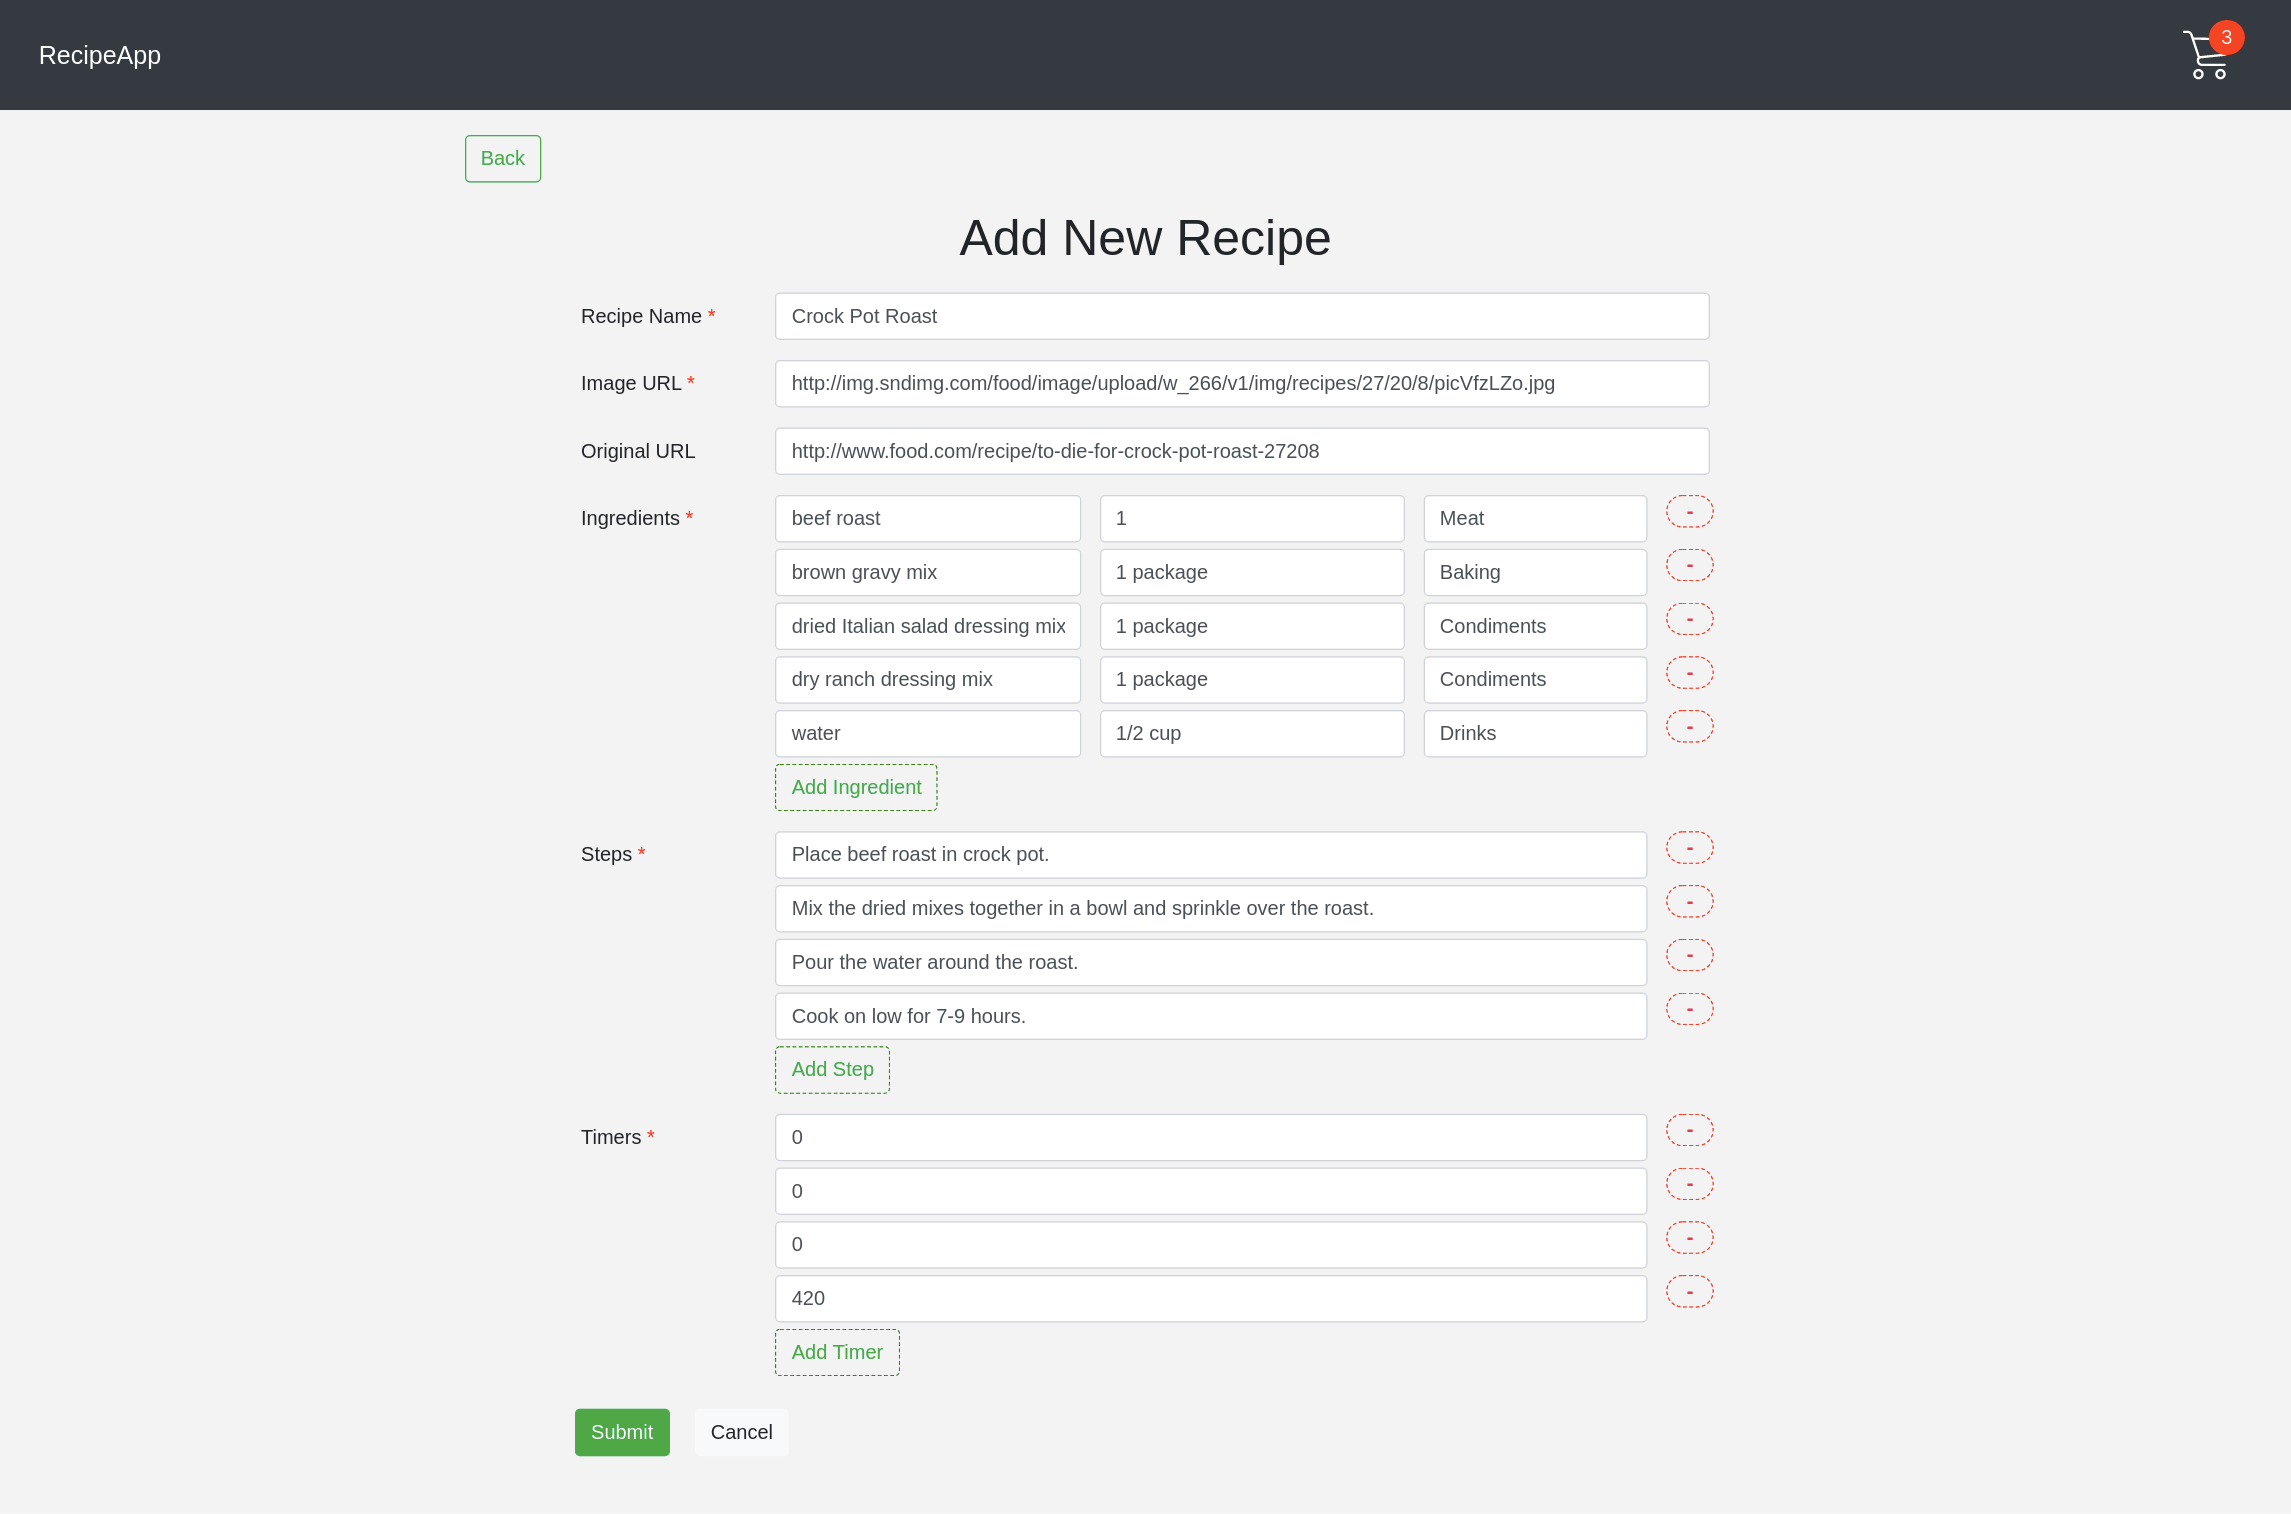 RecipeApp
3
Back
Add New Recipe
Recipe Name * Crock Pot Roast
Image URL * http://img.sndimg.com/food/image/upload/w_266/v1/img/recipes/27/20/8/picVfzLZo.jpg
Original URL http://www.food.com/recipe/to-die-for-crock-pot-roast-27208
Ingredients * beef roast 1 Meat -
brown gravy mix 1 package Baking -
dried Italian salad dressing mix 1 package Condiments -
dry ranch dressing mix 1 package Condiments -
water 1/2 cup Drinks -
Add Ingredient
Steps * Place beef roast in crock pot. -
Mix the dried mixes together in a bowl and sprinkle over the roast. -
Pour the water around the roast. -
Cook on low for 7-9 hours. -
Add Step
Timers * 0 -
0 -
0 -
420 -
Add Timer
Submit Cancel